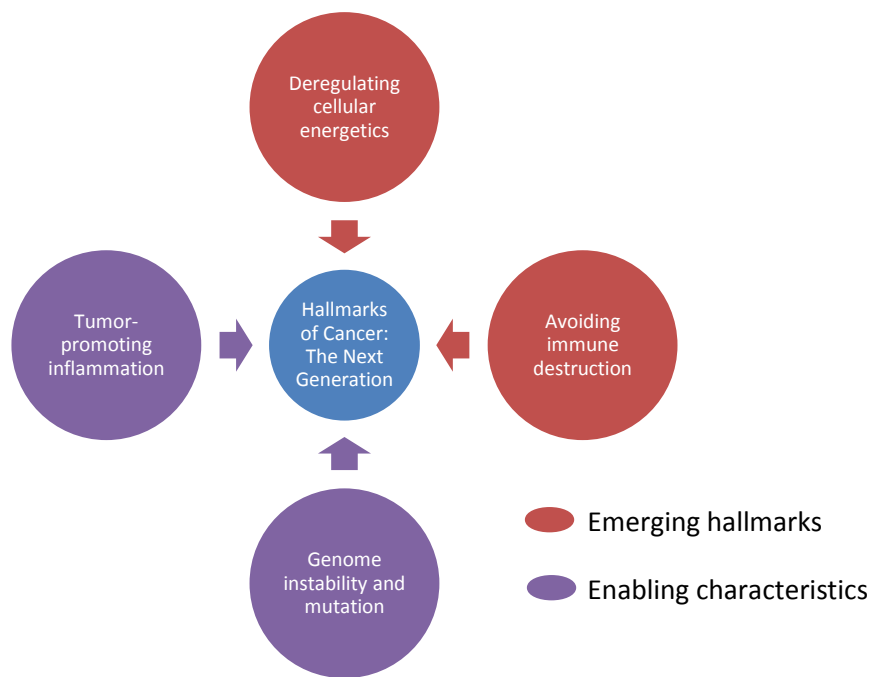 Deregulating
cellular
energetics
Tumor-
promoting
inflammation
Hallmarks
of Cancer:
The Next
Generation
Avoiding
immune
destruction
Genome
instability and
mutation
Emerging hallmarks
Enabling characteristics